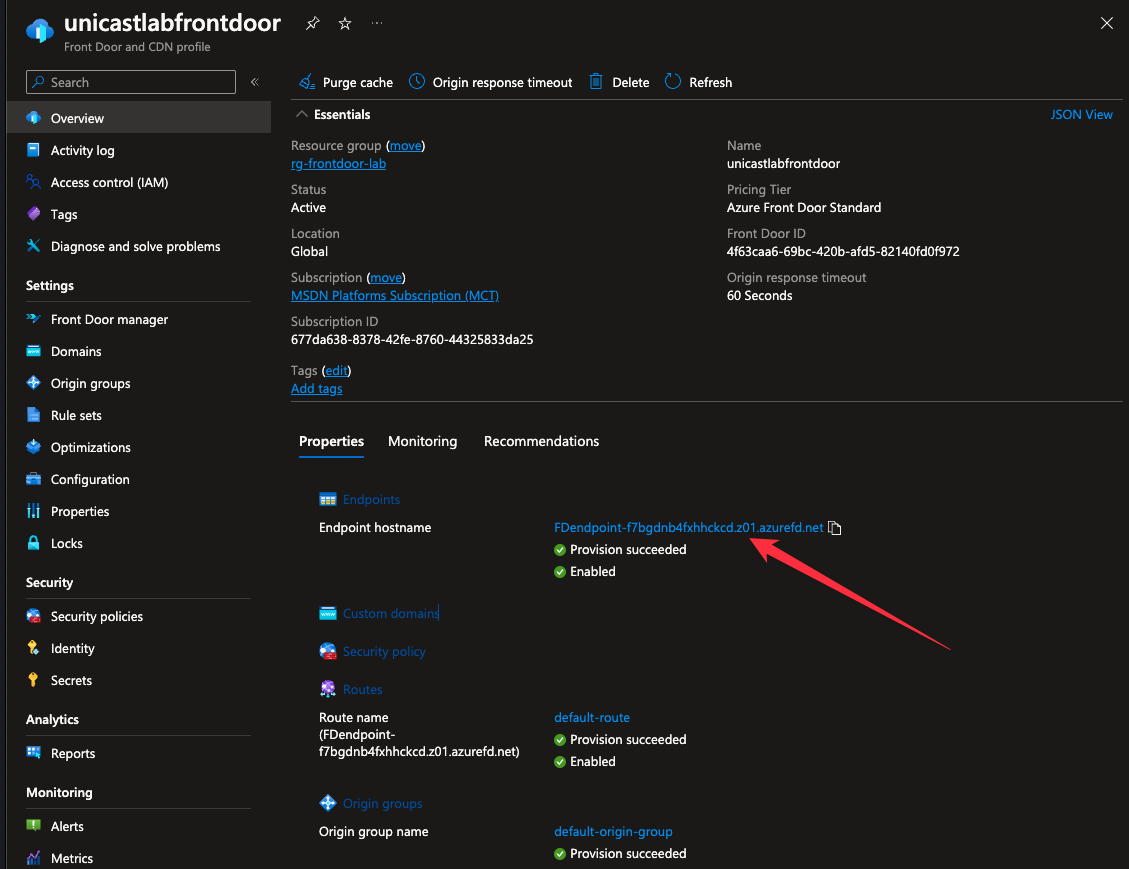 unicastlabfrontdoor
Front Door and CDN profile
Search
Overview
Activity log
Access control (IAM)
Tags
Diagnose and solve problems
Settings
Front Door manager
Domains
Origin groups
Rule sets
Optimizations
Configuration
Properties
Locks
Security
Security policies
Identity
Secrets
Analytics
Reports
Monitoring
Alerts
Metrics
Purge cache Origin response timeout Delete Refresh
Essentials JSON View
Resource group (move)
rg-frontdoor-lab
Status
Active
Location
Global
Subscription (move)
MSDN Platforms Subscription (MCT)
Subscription ID
677da638-8378-42fe-8760-44325833da25
Tags (edit)
Add tags
Name
unicastlabfrontdoor
Pricing Tier
Azure Front Door Standard
Front Door ID
4f63caa6-69bc-420b-afd5-82140fd0f972
Origin response timeout
60 Seconds
Properties Monitoring Recommendations
Endpoints
Endpoint hostname FDendpoint-f7bgdnb4fxhhckcd.z01.azurefd.net
Provision succeeded
Enabled
Custom domains
Security policy
Routes
Route name default-route
(FDendpoint- Provision succeeded
f7bgdnb4fxhhckcd.z01.azurefd.net) Enabled
Origin groups
Origin group name default-origin-group
Provision succeeded